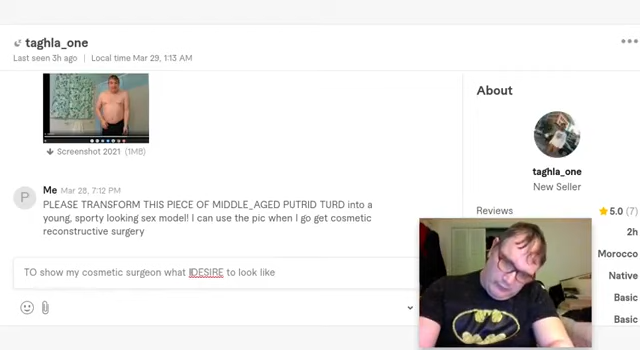 taghla_one
Last seen 3h ago | Local time Mar 29, 1:13 AM
Screenshot 2021 (1MB)
P
Me Mar 28, 7:12 PM
PLEASE TRANSFORM THIS PIECE OF MIDDLE_AGED PUTRID TURD into a
young, sporty looking sex model! I can use the pic when I go get cosmetic
reconstructive surgery
TO show my cosmetic surgeon what IDESIRE to look like
About
taghla_one
New Seller
Reviews 5.0 (7)
2h
Morocco
Native
Basic
Basic